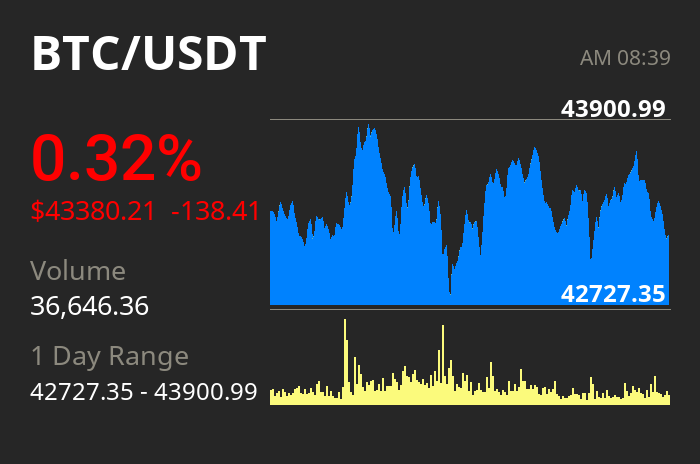 BTC/USDT
AM 08:39
43900.99
0.32%
$43380.21 -138.41
Volume
36,646.36
42727.35
1 Day Range
42727.35 - 43900.99